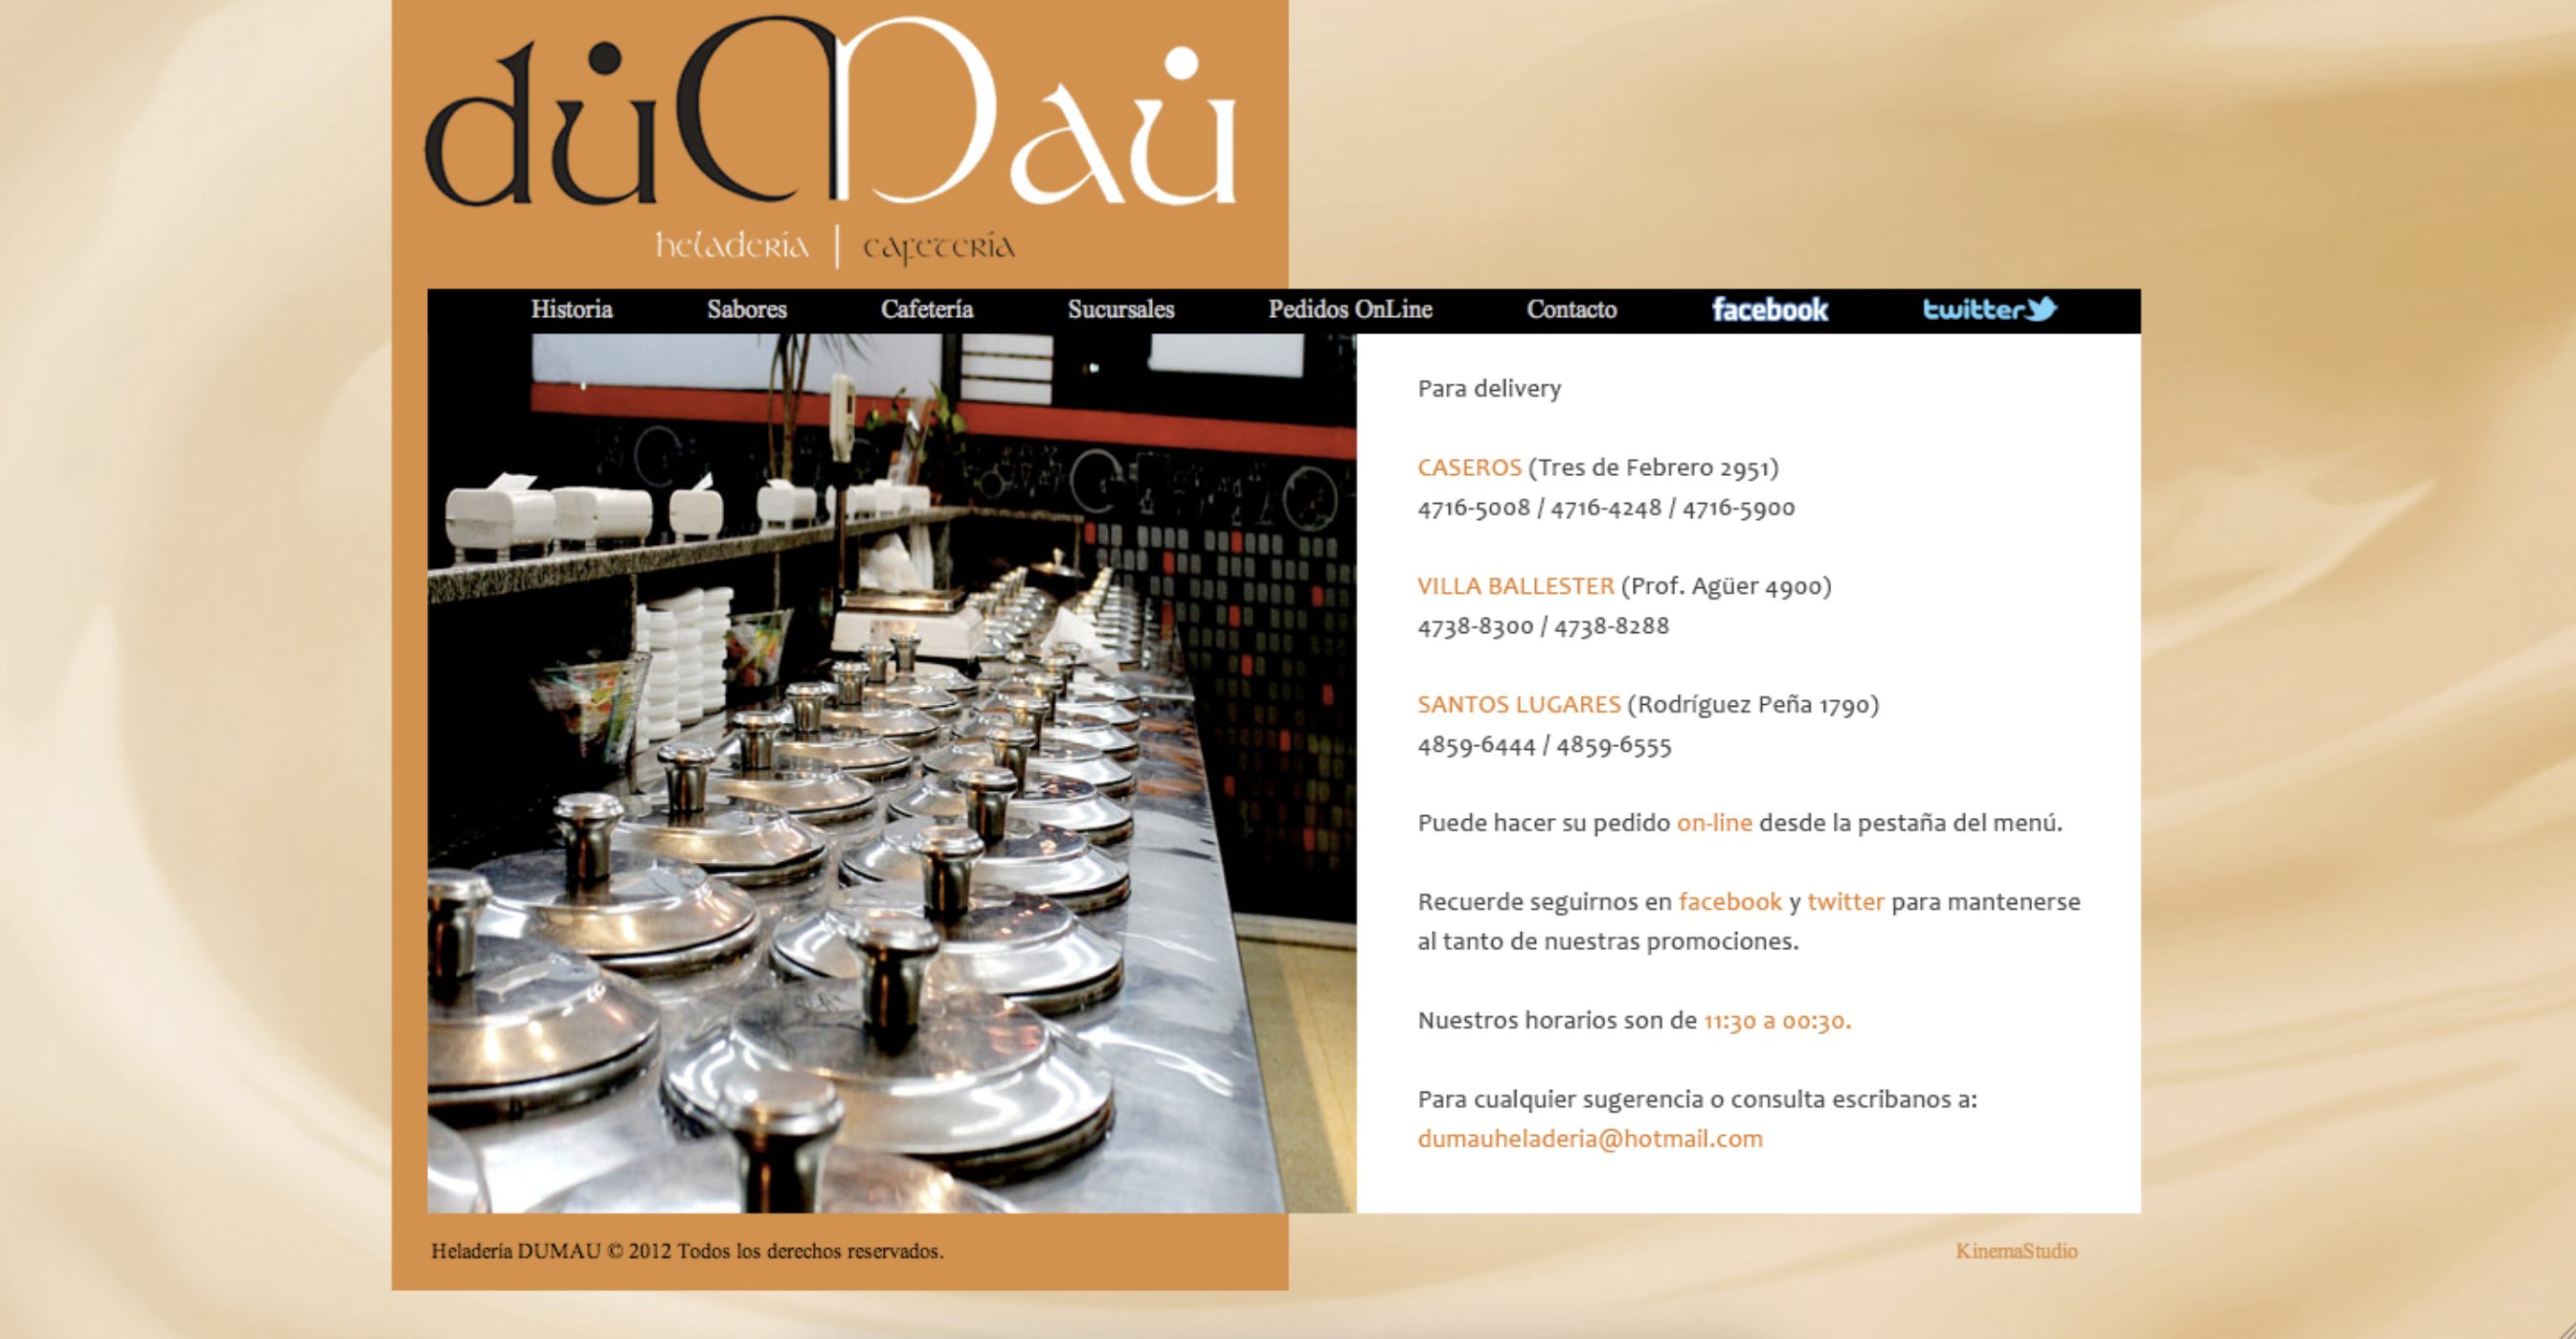 düMaü
heladería | cafetería
Historia Sabores Cafetería Sucursales Pedidos OnLine Contacto facebook twitter
Para delivery
CASEROS (Tres de Febrero 2951)
4716-5008 / 4716-4248 / 4716-5900
VILLA BALLESTER (Prof. Agüer 4900)
4738-8300 / 4738-8288
SANTOS LUGARES (Rodríguez Peña 1790)
4859-6444 / 4859-6555
Puede hacer su pedido on-line desde la pestaña del menú.
Recuerde seguirnos en facebook y twitter para mantenerse
al tanto de nuestras promociones.
Nuestros horarios son de 11:30 a 00:30.
Para cualquier sugerencia o consulta escribanos a:
dumauheladeria@hotmail.com
Heladería DUMAU © 2012 Todos los derechos reservados.
KinemaStudio